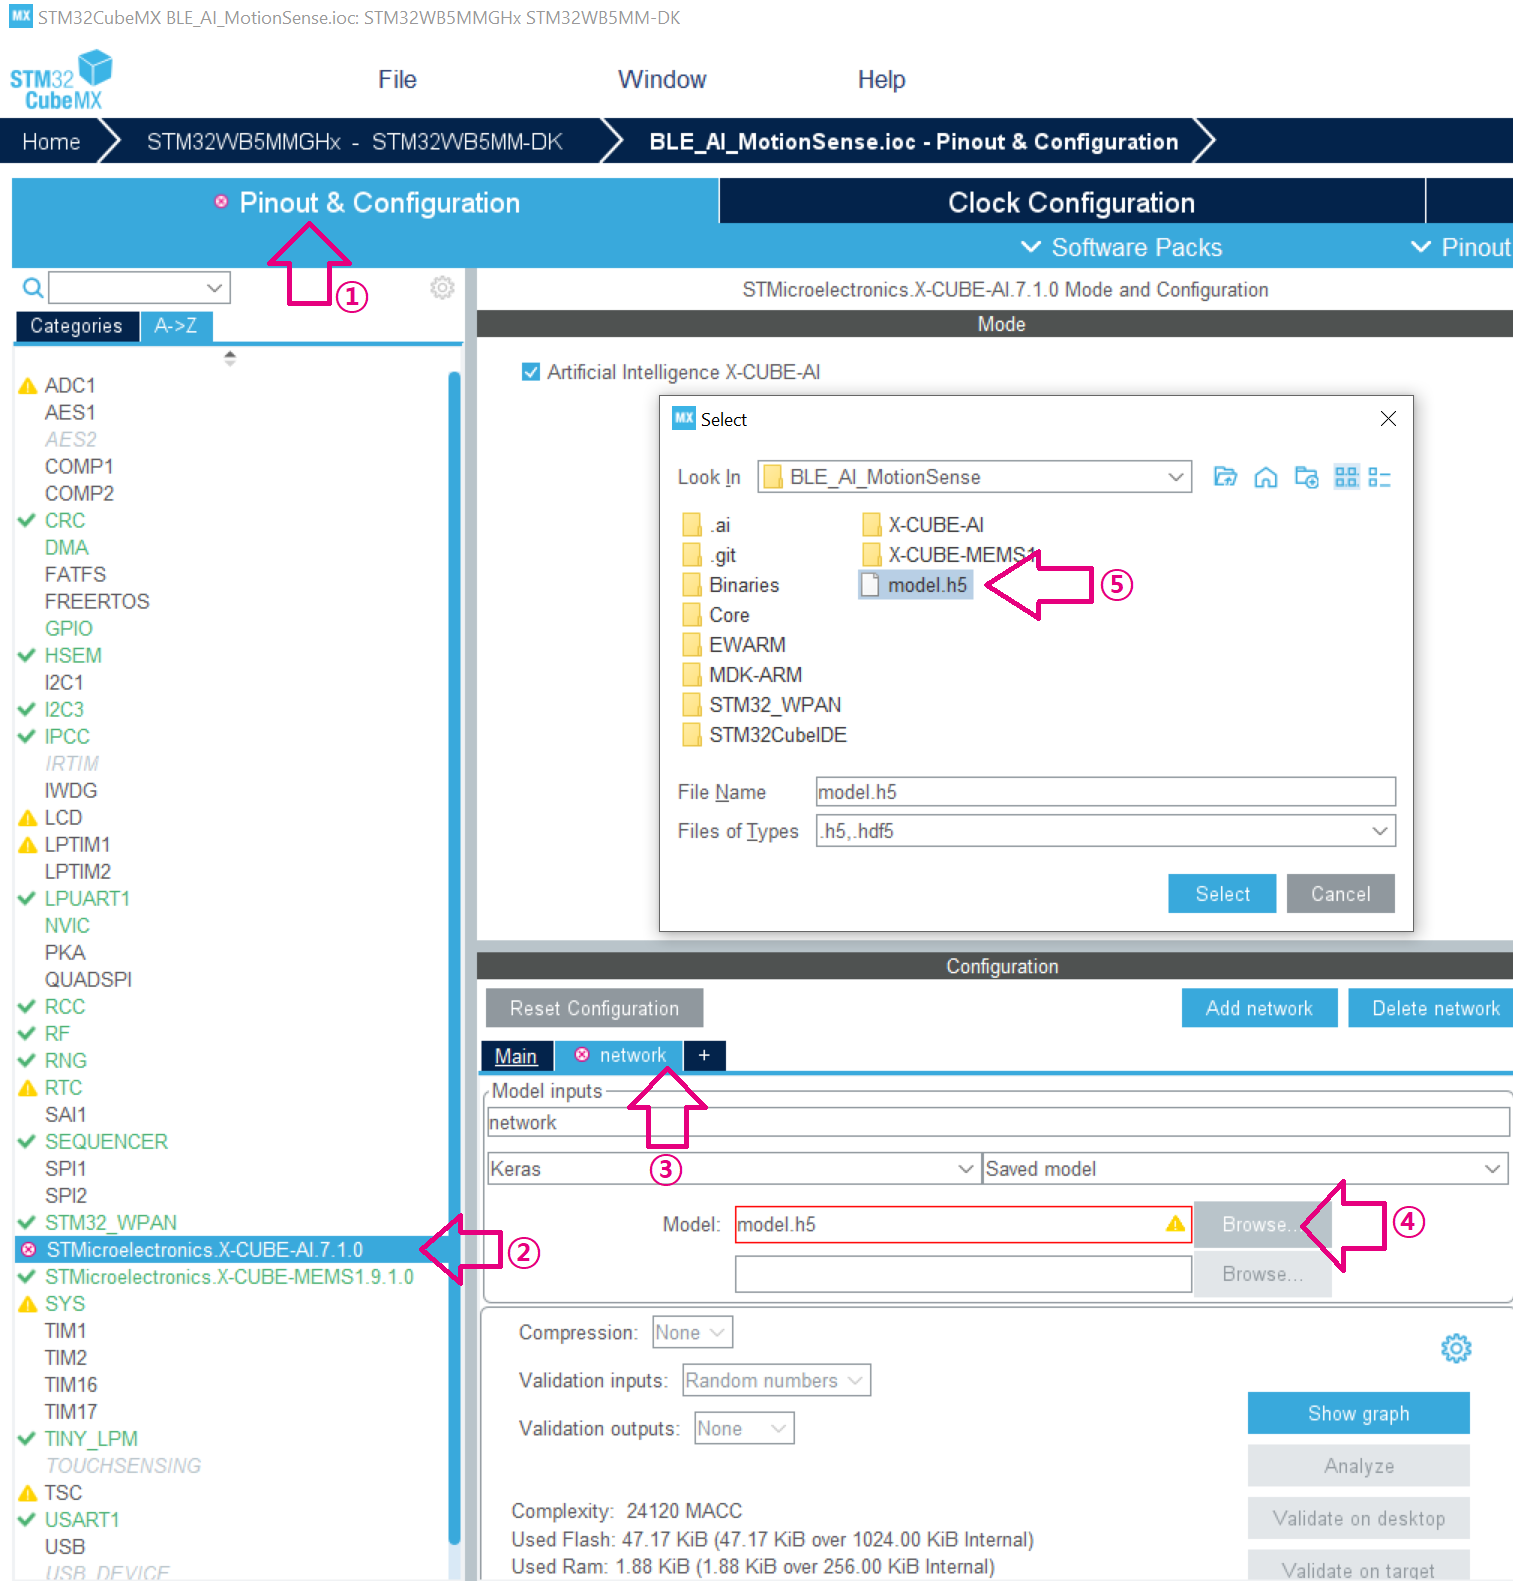 MX STM32CubeMX BLE_AI_MotionSense.ioc: STM32WB5MMGHx STM32WB5MM-DK
STM32
CubeMX
File Window Help
Home STM32WB5MMGHx - STM32WB5MM-DK BLE_AI_MotionSense.ioc - Pinout & Configuration
Pinout & Configuration Clock Configuration
Software Packs Pinout
①
STMicroelectronics.X-CUBE-AI.7.1.0 Mode and Configuration
Categories A->Z
Mode
Artificial Intelligence X-CUBE-AI
MX Select
Look In BLE_AI_MotionSense
.ai X-CUBE-AI
.git X-CUBE-MEMS1
Binaries model.h5 ⑤
Core
EWARM
MDK-ARM
STM32_WPAN
STM32CubeIDE
File Name model.h5
Files of Types .h5,.hdf5
Select Cancel
ADC1
AES1
AES2
COMP1
COMP2
CRC
DMA
FATFS
FREERTOS
GPIO
HSEM
I2C1
I2C3
IPCC
IRTIM
IWDG
LCD
LPTIM1
LPTIM2
LPUART1
NVIC
PKA
QUADSPI
RCC
RF
RNG
RTC
SAI1
SEQUENCER
SPI1
SPI2
STM32_WPAN
STMicroelectronics.X-CUBE-AI.7.1.0 ②
STMicroelectronics.X-CUBE-MEMS1.9.1.0
SYS
TIM1
TIM2
TIM16
TIM17
TINY_LPM
TOUCHSENSING
TSC
USART1
USB
USB_DEVICE
Configuration
Reset Configuration Add network Delete network
Main network +
Model inputs
network
③
Keras Saved model
Model: model.h5 Browse... ④
Browse...
Compression: None
Validation inputs: Random numbers
Validation outputs: None
Show graph
Analyze
Validate on desktop
Validate on target
Complexity: 24120 MACC
Used Flash: 47.17 KiB (47.17 KiB over 1024.00 KiB Internal)
Used Ram: 1.88 KiB (1.88 KiB over 256.00 KiB Internal)